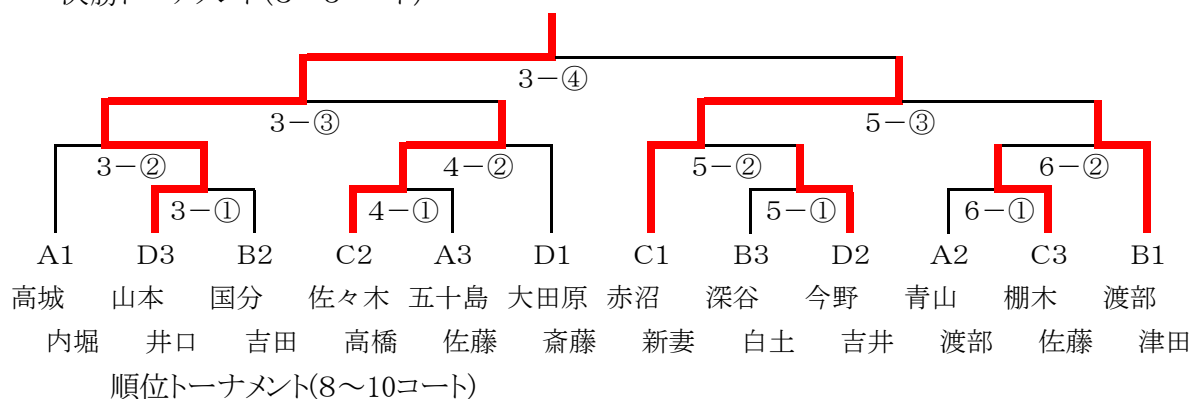 3－④
3－③ 5－③
3－② 4－② 5－② 6－②
3－① 4－① 5－① 6－①
A1 D3 B2 C2 A3 D1 C1 B3 D2 A2 C3 B1
高城 山本 国分 佐々木 五十島 大田原 赤沼 深谷 今野 青山 棚木 渡部
内堀 井口 吉田 高橋 佐藤 斎藤 新妻 白土 吉井 渡部 佐藤 津田
順位トーナメント(８～10コート)